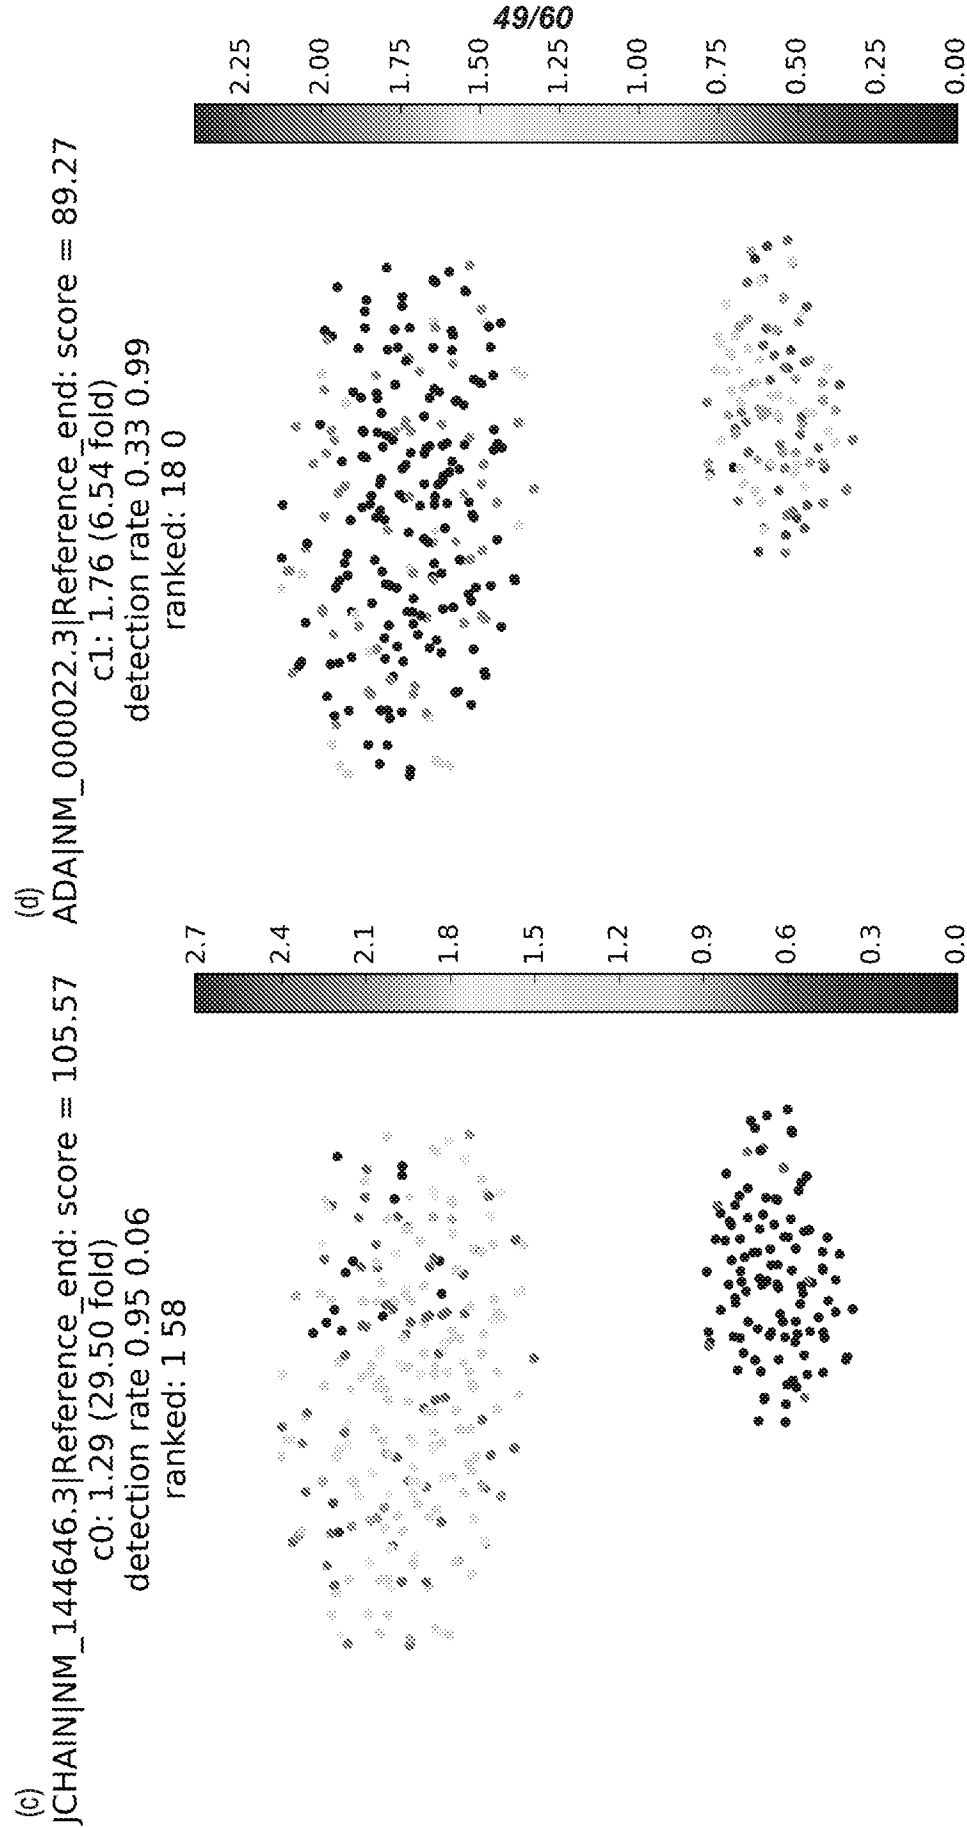 49/60
(c)
JCHAIN|NM_144646.3|Reference_end: score = 105.57
c0: 1.29 (29.50 fold)
detection rate 0.95 0.06
ranked: 1 58
2.7
2.4
2.1
1.8
1.5
1.2
0.9
0.6
0.3
0.0
(d)
ADA|NM_000022.3|Reference_end: score = 89.27
c1: 1.76 (6.54 fold)
detection rate 0.33 0.99
ranked: 18 0
2.25
2.00
1.75
1.50
1.25
1.00
0.75
0.50
0.25
0.00